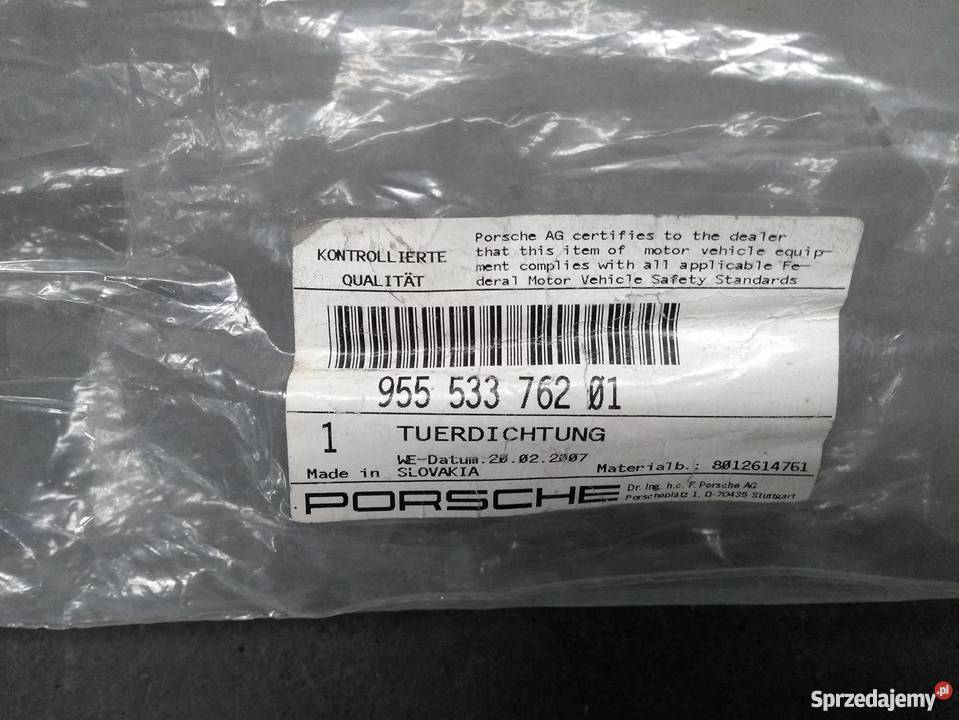 KONTROLLIERTE
QUALITÄT
Porsche AG certifies to the dealer
that this item of motor vehicle equip-
ment complies with all applicable Fe-
deral Motor Vehicle Safety Standards
955 533 762 01
1 TUERDICHTUNG
WE-Datum.20.02.2007
Made in SLOVAKIA Materialb.: 8012614761
PORSCHE
Dr. Ing. h.c. F. Porsche AG
Porscheplatz 1, D-70435 Stuttgart
Sprzedajemy.pl